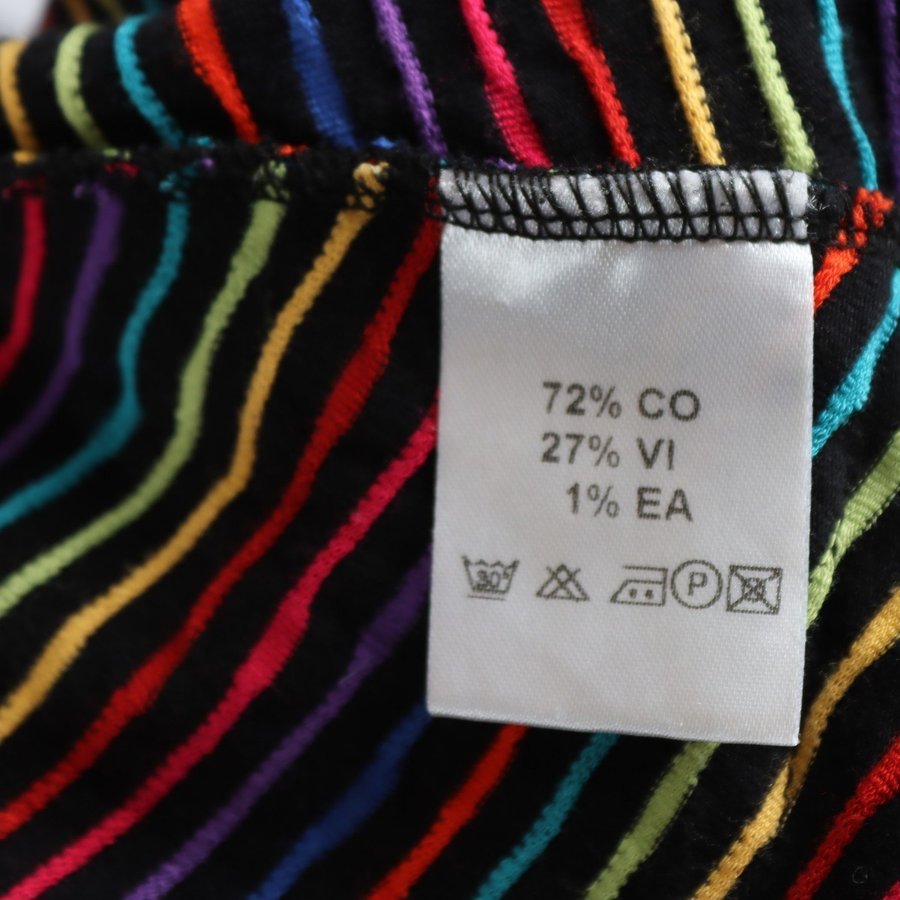 72% CO
27% VI
1% EA
30° P